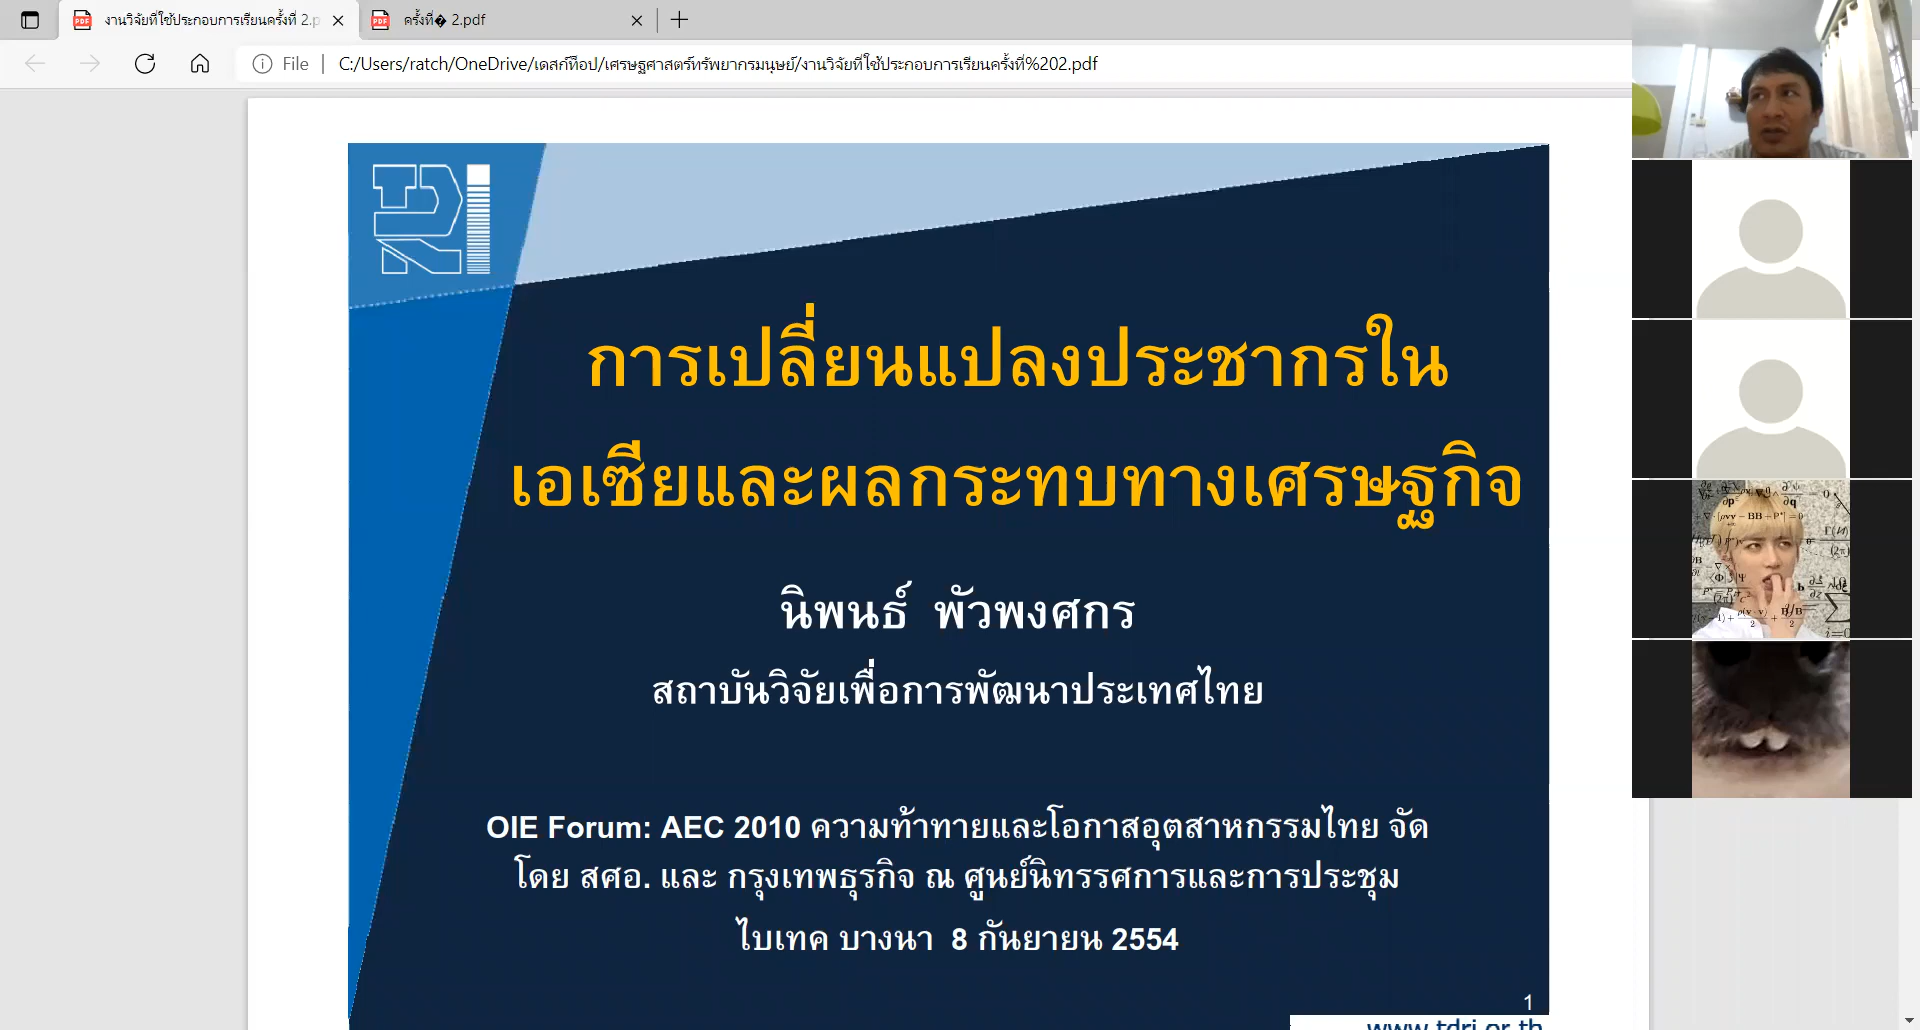 งานวิจัยที่ใช้ประกอบการเรียนครั้งที่ 2.p
ครั้งที่� 2.pdf
File
C:/Users/ratch/OneDrive/เดสก์ท็อป/เศรษฐศาสตร์ทรัพยากรมนุษย์/งานวิจัยที่ใช้ประกอบการเรียนครั้งที่%202.pdf
การเปลี่ยนแปลงประชากรใน
เอเชียและผลกระทบทางเศรษฐกิจ
นิพนธ์ พัวพงศกร
สถาบันวิจัยเพื่อการพัฒนาประเทศไทย
OIE Forum: AEC 2010 ความท้าทายและโอกาสอุตสาหกรรมไทย จัด
โดย สศอ. และ กรุงเทพธุรกิจ ณ ศูนย์นิทรรศการและการประชุม
ไบเทค บางนา 8 กันยายน 2554
1
www.tdri.or.th